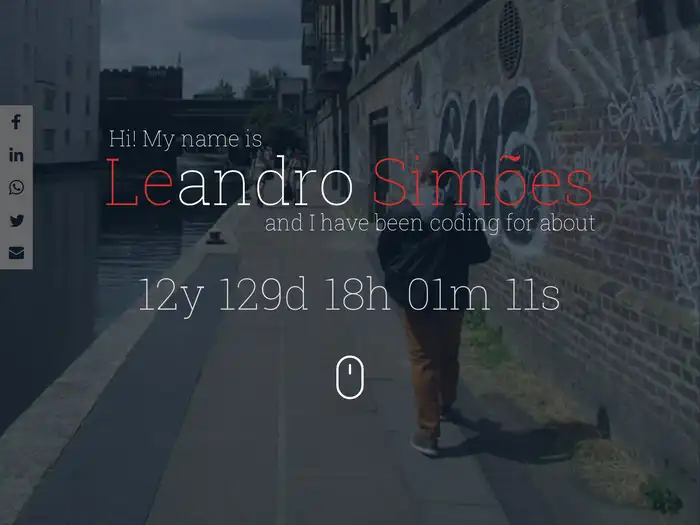 Hi! My name is
Leandro Simões
and I have been coding for about
12y 129d 18h 01m 11s